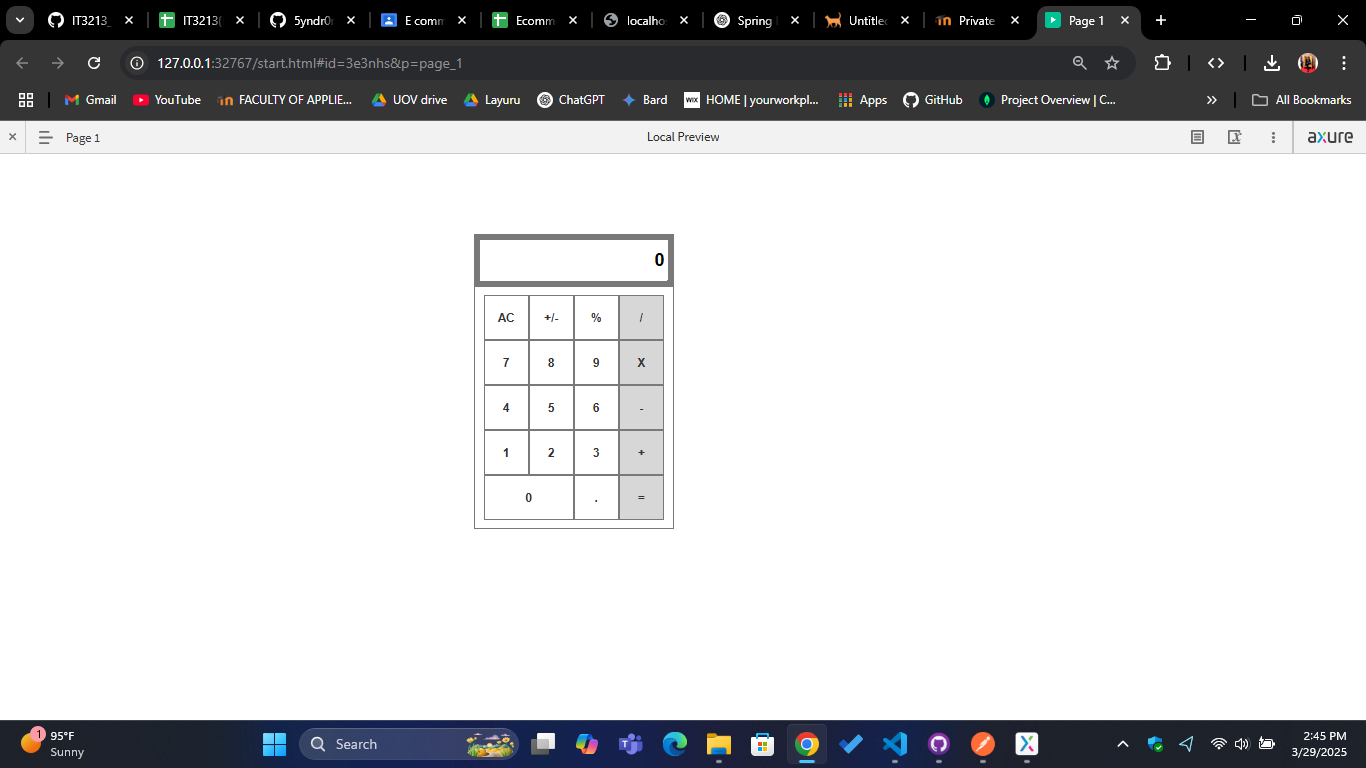 IT3213_
IT3213(
5yndr0r
E comm
Ecomm
localho
Spring
Untitled
Private
Page 1
127.0.0.1:32767/start.html#id=3e3nhs&p=page_1
Gmail
YouTube
FACULTY OF APPLIE...
UOV drive
Layuru
ChatGPT
Bard
WIX
HOME | yourworkpl...
Apps
GitHub
Project Overview | C...
All Bookmarks
Page 1
Local Preview
axure
0
AC +/- % /
7 8 9 X
4 5 6 -
1 2 3 +
0 . =
1
95°F
Sunny
Search
2:45 PM
3/29/2025